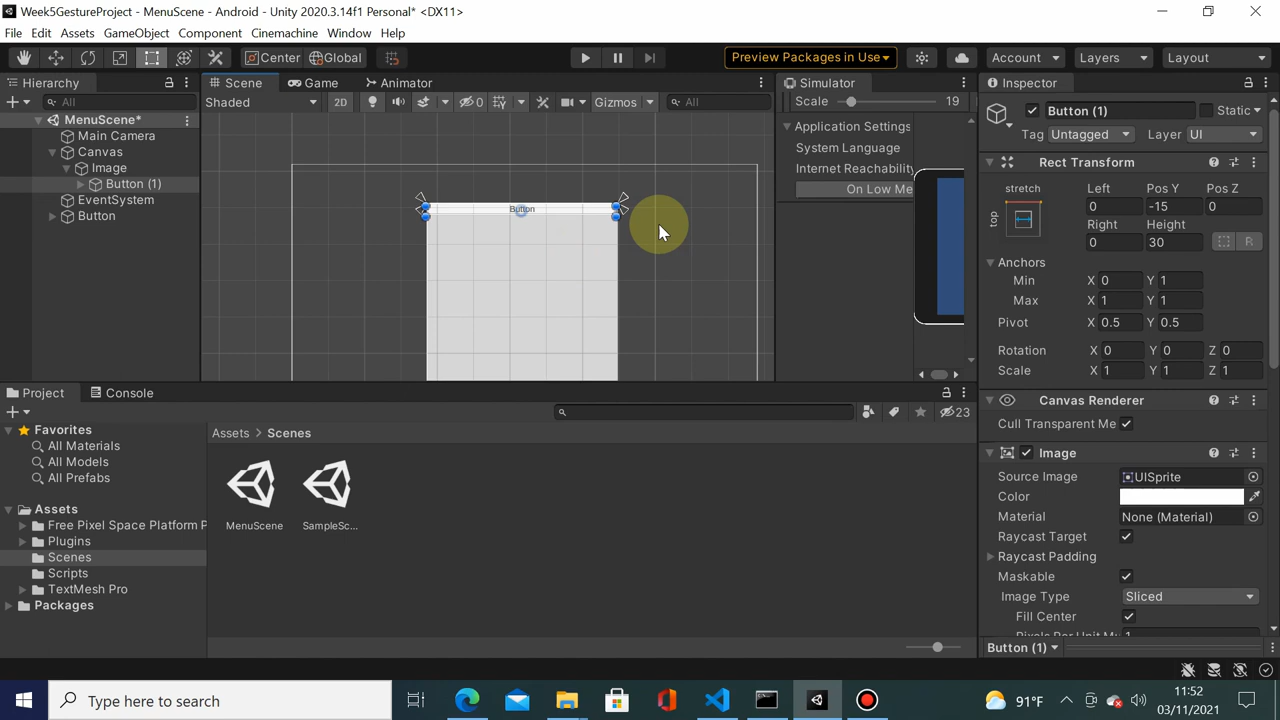 Week5GestureProject - MenuScene - Android - Unity 2020.3.14f1 Personal* <DX11>
File Edit Assets GameObject Component Cinemachine Window Help
Center Global Preview Packages in Use Account Layers Layout
Hierarchy
All
MenuScene*
Main Camera
Canvas
Image
Button (1)
EventSystem
Button
Scene Game Animator
Shaded 2D 0 Gizmos All
Button
Simulator
Scale 19
Application Settings
System Language
Internet Reachability
On Low Me
Inspector
Button (1) Static
Tag Untagged Layer UI
Rect Transform
stretch Left Pos Y Pos Z
top 0 -15 0
Right Height
0 30 R
Anchors
Min X 0 Y 1
Max X 1 Y 1
Pivot X 0.5 Y 0.5
Rotation X 0 Y 0 Z 0
Scale X 1 Y 1 Z 1
Canvas Renderer
Cull Transparent Me
Image
Source Image UISprite
Color
Material None (Material)
Raycast Target
Raycast Padding
Maskable
Image Type Sliced
Fill Center
Button (1)
Project Console
23
Favorites
All Materials
All Models
All Prefabs
Assets
Free Pixel Space Platform P
Plugins
Scenes
Scripts
TextMesh Pro
Packages
Assets > Scenes
MenuScene SampleSc...
Type here to search
91°F
11:52
03/11/2021